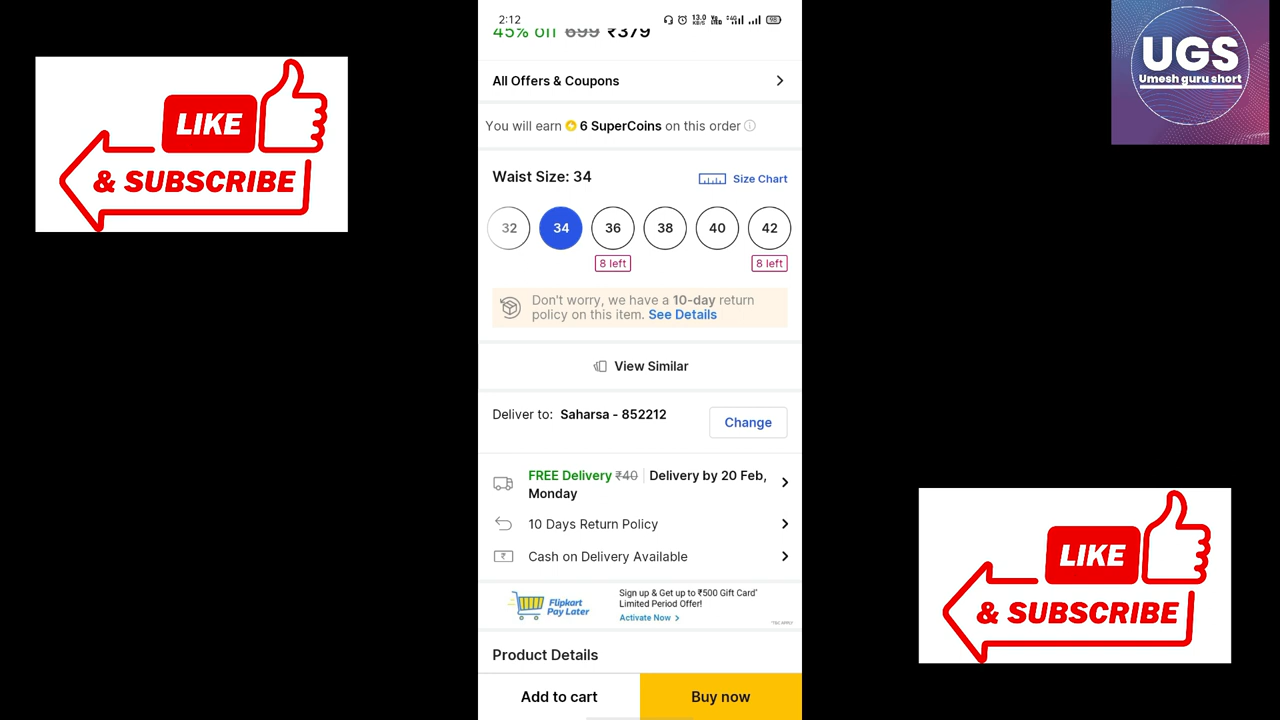 2:12
13.0
KB/S
45% off 699 ₹379
All Offers & Coupons
You will earn 6 SuperCoins on this order
Waist Size: 34
Size Chart
32 34 36 38 40 42
8 left 8 left
Don't worry, we have a 10-day return
policy on this item. See Details
View Similar
Deliver to: Saharsa - 852212
Change
FREE Delivery ₹40 Delivery by 20 Feb,
Monday
10 Days Return Policy
Cash on Delivery Available
Flipkart
Pay Later
Sign up & Get up to ₹500 Gift Card*
Limited Period Offer!
Activate Now
*T&C APPLY
Product Details
Add to cart
Buy now
LIKE
& SUBSCRIBE
UGS
Umesh guru short
LIKE
& SUBSCRIBE